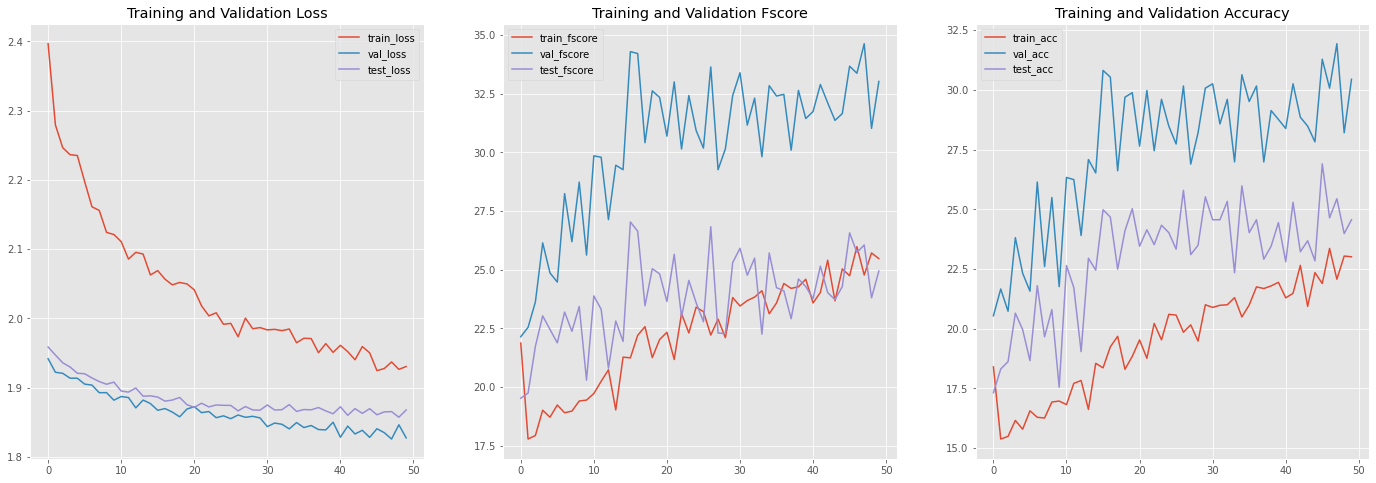 Training and Validation Loss
train_loss
val_loss
test_loss
2.4
2.3
2.2
2.1
2.0
1.9
1.8
0 10 20 30 40 50
Training and Validation Fscore
train_fscore
val_fscore
test_fscore
35.0
32.5
30.0
27.5
25.0
22.5
20.0
17.5
0 10 20 30 40 50
Training and Validation Accuracy
train_acc
val_acc
test_acc
32.5
30.0
27.5
25.0
22.5
20.0
17.5
15.0
0 10 20 30 40 50